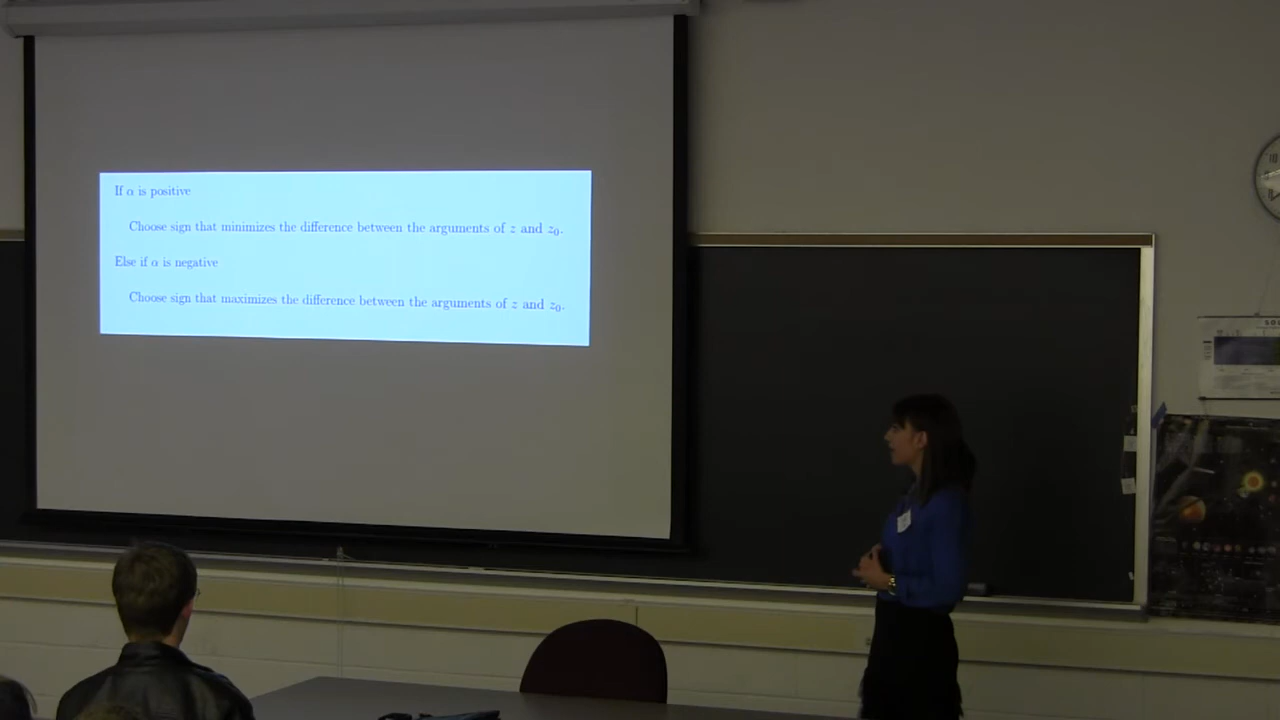 If α is positive
Choose sign that minimizes the difference between the arguments of z and z₀.
Else if α is negative
Choose sign that maximizes the difference between the arguments of z and z₀.